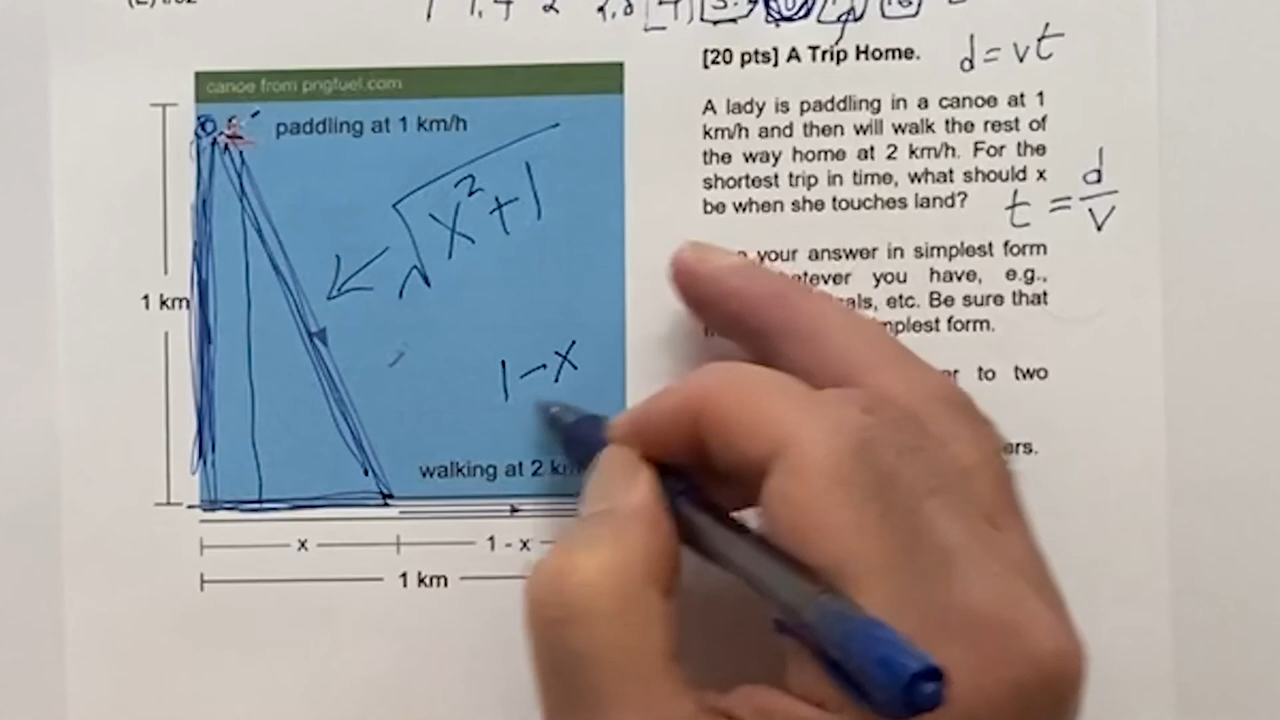 canoe from pngfuel.com
paddling at 1 km/h
√x²+1
1 km
1-x
walking at 2
x
1 - x
1 km
[20 pts] A Trip Home.
d=vt
A lady is paddling in a canoe at 1
km/h and then will walk the rest of
the way home at 2 km/h. For the
shortest trip in time, what should x
be when she touches land?
t = d/v
your answer in simplest form
you have, e.g.,
etc. Be sure that
form.
to two